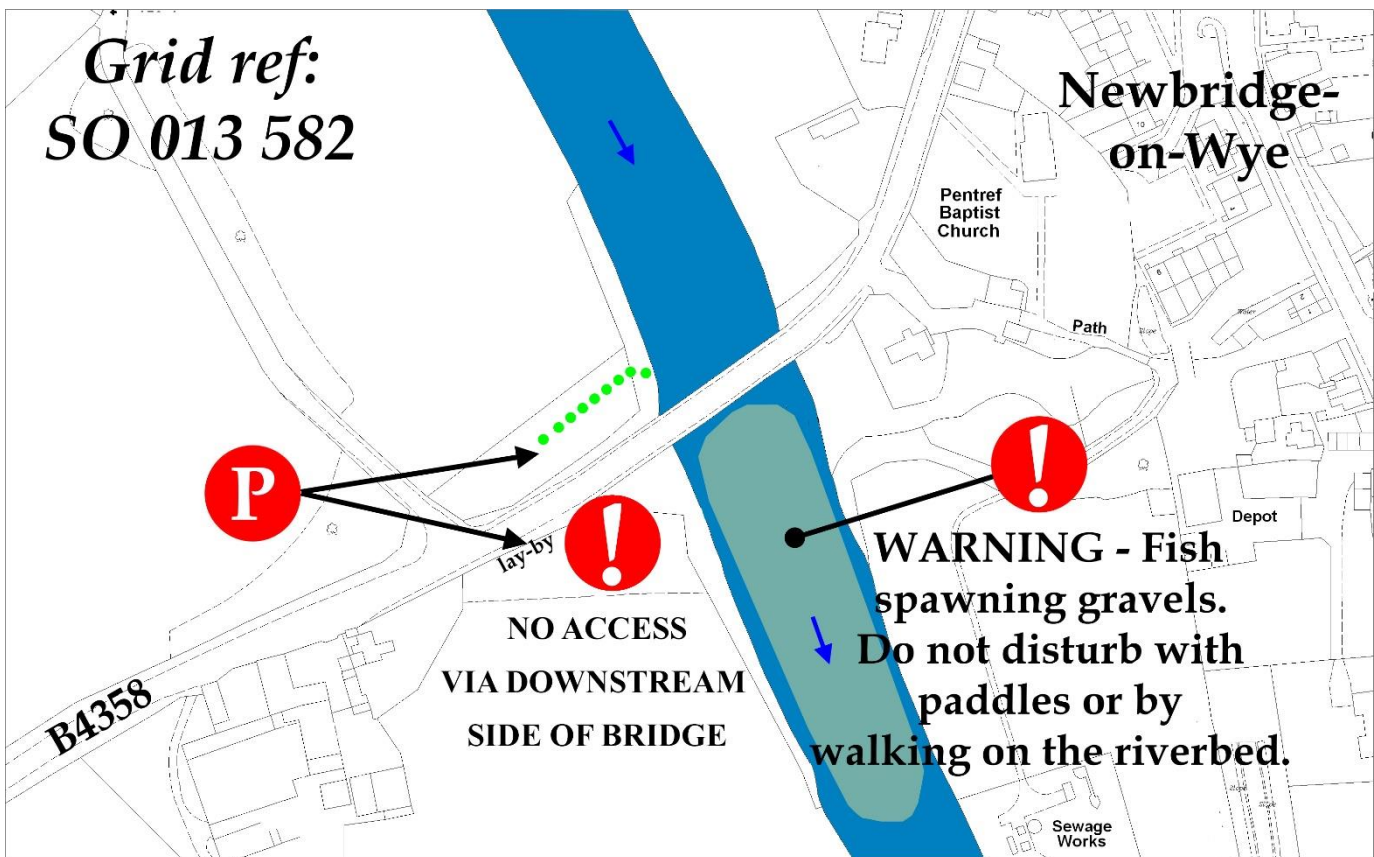 Grid ref:
SO 013 582
Newbridge-
on-Wye
Pentref
Baptist
Church
Path
P
!
!
lay-by
Depot
WARNING - Fish
spawning gravels.
Do not disturb with
paddles or by
walking on the riverbed.
NO ACCESS
VIA DOWNSTREAM
SIDE OF BRIDGE
B4358
Sewage
Works